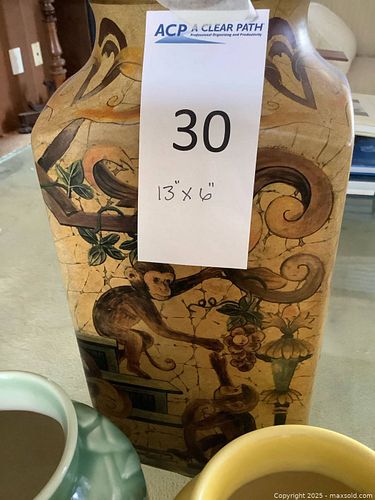 ACP A CLEAR PATH
Professional Organizing and Productivity
30
13" x 6"
Copyright 2025 - maxsold.com